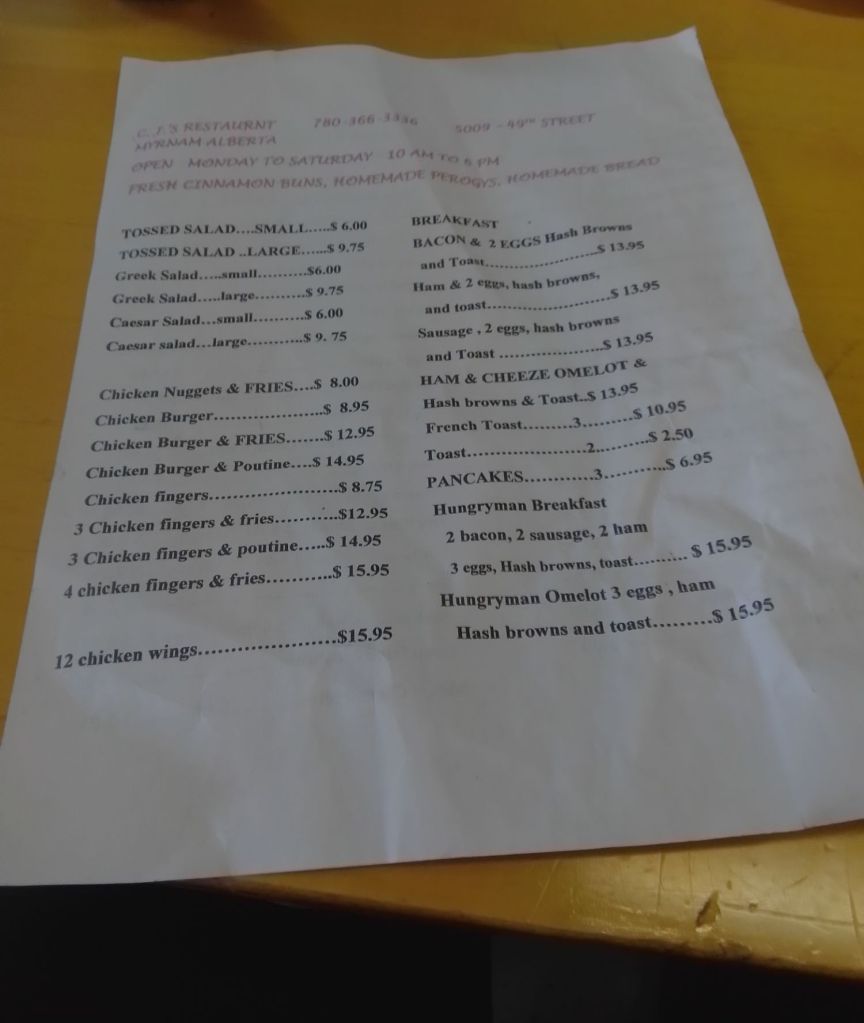 C. J.'S RESTAURNT 780-366-3336 5009 - 49TH STREET
MYRNAM ALBERTA
OPEN MONDAY TO SATURDAY 10 AM TO 6 PM
FRESH CINNAMON BUNS, HOMEMADE PEROGYS, HOMEMADE BREAD
TOSSED SALAD....SMALL.....$ 6.00
TOSSED SALAD ..LARGE......$ 9.75
Greek Salad.....small..........$6.00
Greek Salad.....large..........$ 9.75
Caesar Salad...small..........$ 6.00
Caesar salad...large...........$ 9. 75
Chicken Nuggets & FRIES....$ 8.00
Chicken Burger....................$ 8.95
Chicken Burger & FRIES.......$ 12.95
Chicken Burger & Poutine....$ 14.95
Chicken fingers.......................$ 8.75
3 Chicken fingers & fries...........$12.95
3 Chicken fingers & poutine.....$ 14.95
4 chicken fingers & fries...........$ 15.95
12 chicken wings.......................$15.95
BREAKFAST
BACON & 2 EGGS Hash Browns
and Toast.......................$ 13.95
Ham & 2 eggs, hash browns,
and toast.........................$ 13.95
Sausage , 2 eggs, hash browns
and Toast .....................$ 13.95
HAM & CHEEZE OMELOT &
Hash browns & Toast..$ 13.95
French Toast.........3.........$ 10.95
Toast......................2.........$ 2.50
PANCAKES............3..........$ 6.95
Hungryman Breakfast
2 bacon, 2 sausage, 2 ham
3 eggs, Hash browns, toast.......... $ 15.95
Hungryman Omelot 3 eggs , ham
Hash browns and toast.........$ 15.95